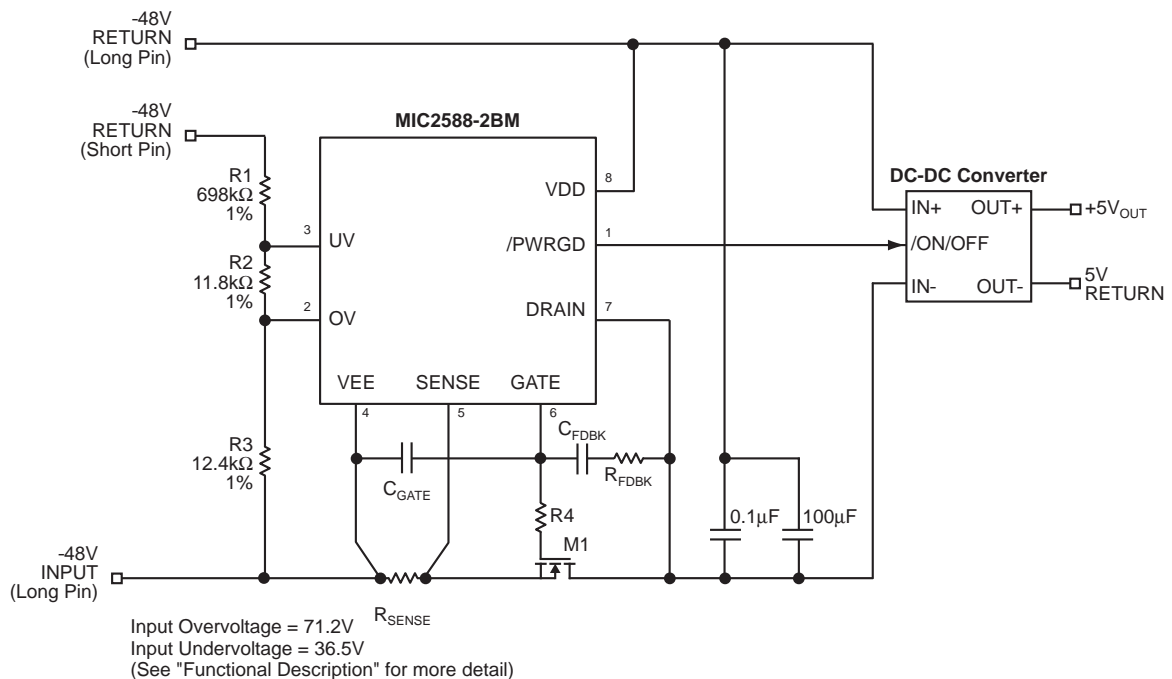 -48V
RETURN
(Long Pin)
-48V
RETURN
(Short Pin)
MIC2588-2BM
R1
698kΩ
1%
R2
11.8kΩ
1%
R3
12.4kΩ
1%
3
UV
2
OV
VDD
8
/PWRGD
1
DRAIN
7
VEE
SENSE
GATE
4
5
6
DC-DC Converter
IN+
OUT+
/ON/OFF
IN-
OUT-
+5VOUT
5V
RETURN
CGATE
CFDBK
RFDBK
R4
M1
0.1µF
100µF
-48V
INPUT
(Long Pin)
RSENSE
Input Overvoltage = 71.2V
Input Undervoltage = 36.5V
(See "Functional Description" for more detail)